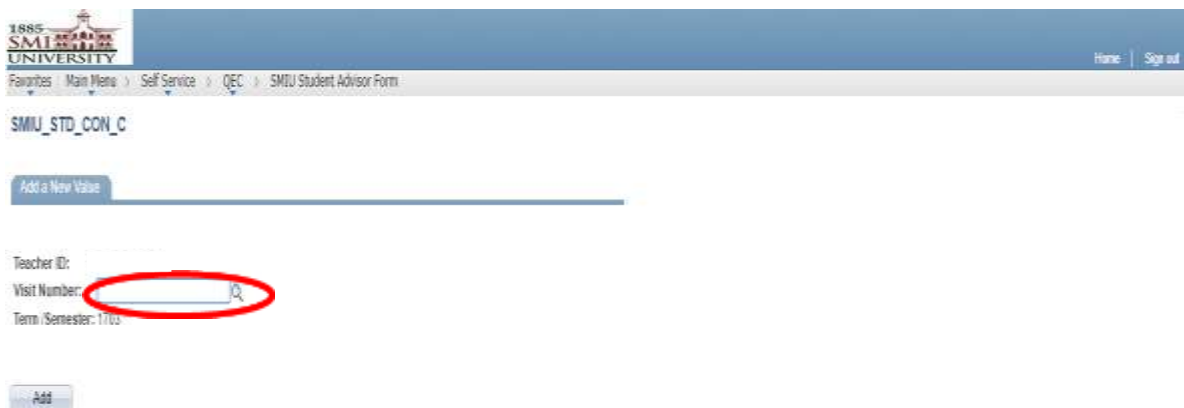 1885
SMI
UNIVERSITY
Home | Sign out
Favorites Main Menu > Self Service > QEC > SMIU Student Advisor Form
SMIU_STD_CON_C
Add a New Value
Teacher ID:
Visit Number:
Term /Semester: 1703
Add